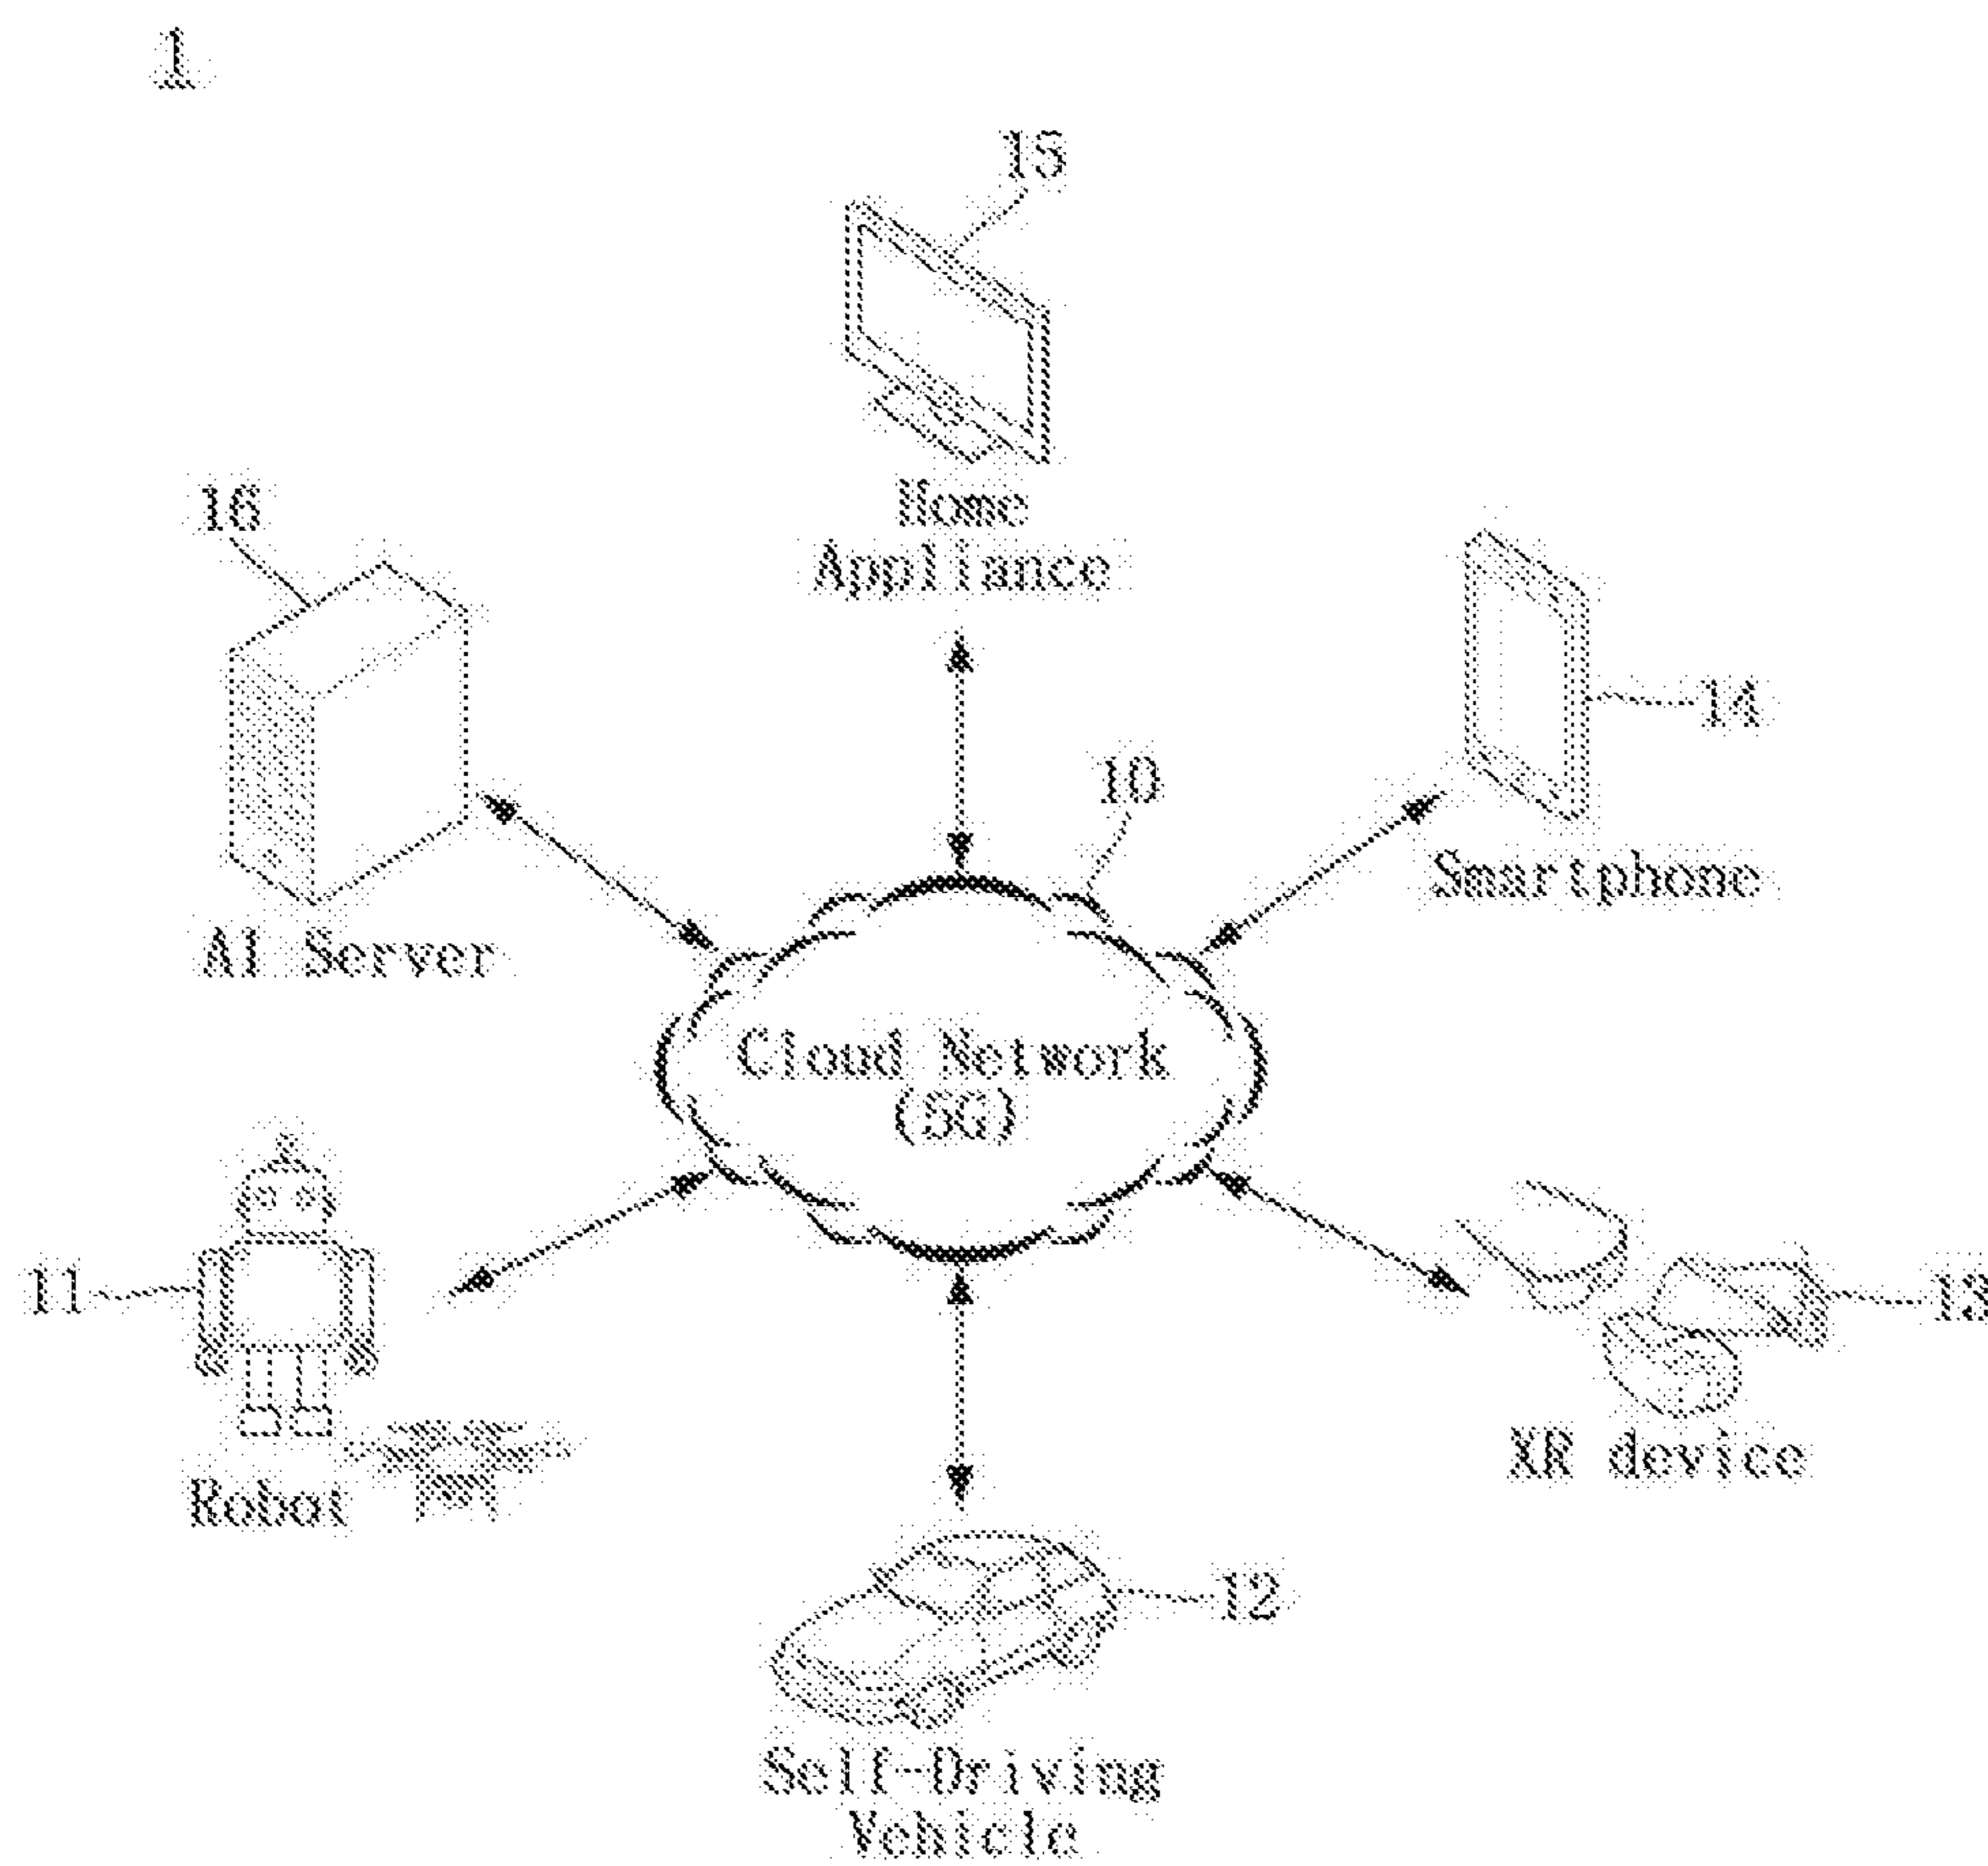 1
15
Home
Appliance
16
14
Smartphone
10
AI Server
Cloud Network
(5G)
11
13
XR device
Robot
12
Self-Driving
Vehicle